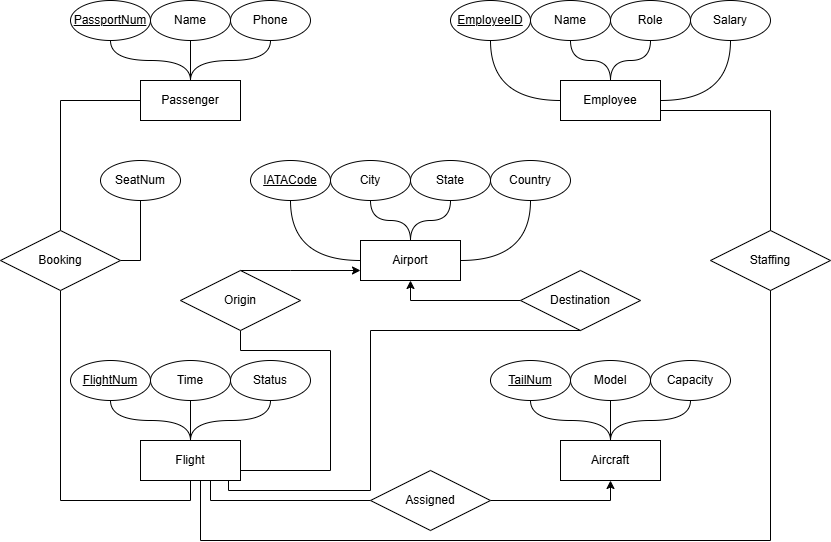 PassportNum
Name
Phone
EmployeeID
Name
Role
Salary
Passenger
Employee
SeatNum
IATACode
City
State
Country
Booking
Airport
Staffing
Origin
Destination
FlightNum
Time
Status
TailNum
Model
Capacity
Flight
Aircraft
Assigned